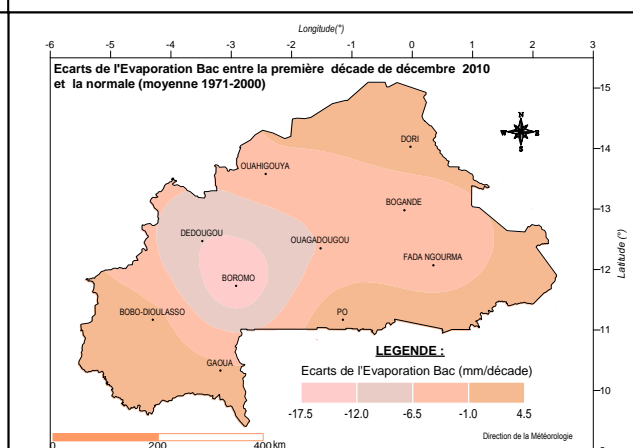 Longitude(°)
-6 -5 -4 -3 -2 -1 0 1 2 3
Ecarts de l'Evaporation Bac entre la première décade de décembre 2010
et la normale (moyenne 1971-2000)
15
N
W E
S
DORI
14
OUAHIGOUYA
BOGANDE
13
DEDOUGOU
OUAGADOUGOU
Latitude (°)
FADA NGOURMA
12
BOROMO
BOBO-DIOULASSO
PO
11
LEGENDE :
GAOUA
Ecarts de l'Evaporation Bac (mm/décade)
10
-17.5 -12.0 -6.5 -1.0 4.5
Direction de la Météorologie
0 200 400 km